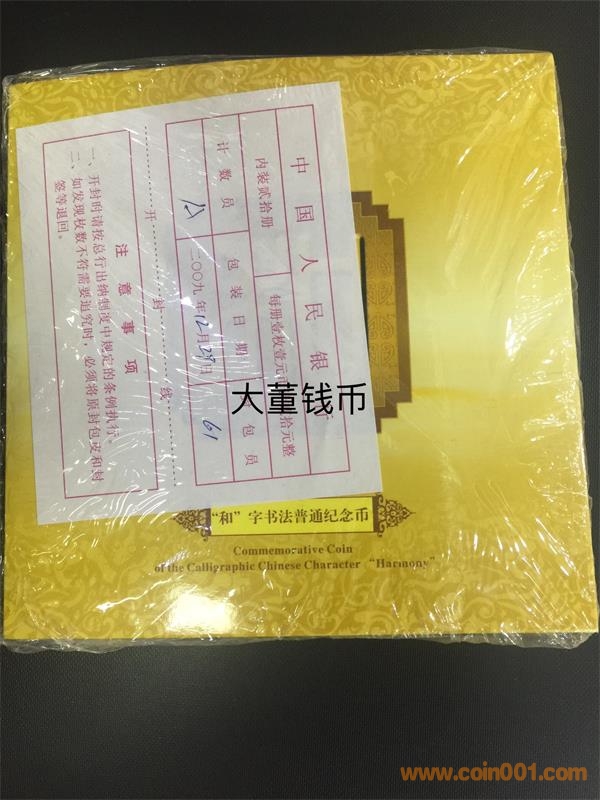 中国人民银行
内装贰拾册
每册壹枚壹元
拾元整
计数员
包装日期
包员
二〇〇九年12月29日
61
开封线
注意事项
一、开封时请按总行出纳制度中规定的条例执行。
二、如发现枚数不符需要追究时，必须将原封包皮和封
签等退回。
大董钱币
“和”字书法普通纪念币
Commemorative Coin
of the Calligraphic Chinese Character “Harmony”
www.coin001.com